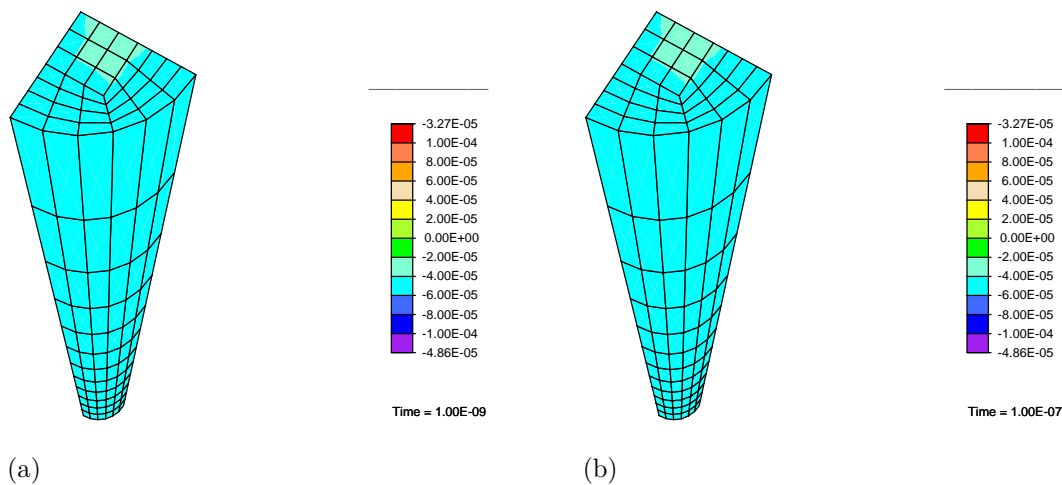 -3.27E-05
1.00E-04
8.00E-05
6.00E-05
4.00E-05
2.00E-05
0.00E+00
-2.00E-05
-4.00E-05
-6.00E-05
-8.00E-05
-1.00E-04
-4.86E-05
Time = 1.00E-09
(a)
-3.27E-05
1.00E-04
8.00E-05
6.00E-05
4.00E-05
2.00E-05
0.00E+00
-2.00E-05
-4.00E-05
-6.00E-05
-8.00E-05
-1.00E-04
-4.86E-05
Time = 1.00E-07
(b)